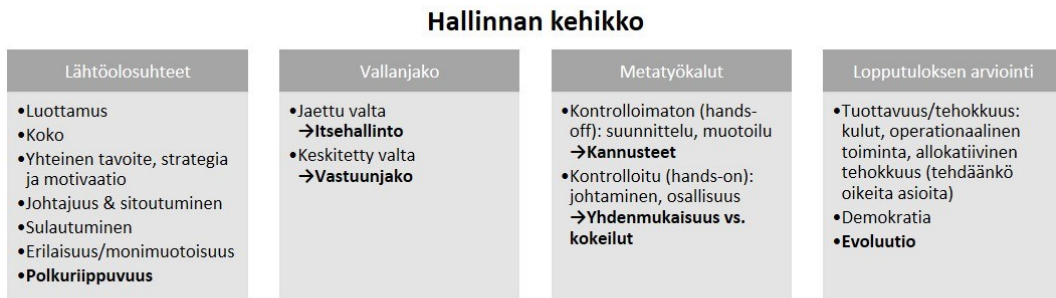 Hallinnan kehikko
Lähtöolosuhteet
•Luottamus
•Koko
•Yhteinen tavoite, strategia
ja motivaatio
•Johtajuus & sitoutuminen
•Sulautuminen
•Erilaisuus/monimuotoisuus
•Polkuriippuvuus
Vallanjako
•Jaettu valta
→Itsehallinto
•Keskitetty valta
→Vastuunjako
Metatyökalut
•Kontrolloimaton (hands-
off): suunnittelu, muotoilu
→Kannusteet
•Kontrolloitu (hands-on):
johtaminen, osallisuus
→Yhdenmukaisuus vs.
kokeilut
Lopputuloksen arviointi
•Tuottavuus/tehokkuus:
kulut, operationaalinen
toiminta, allokatiivinen
tehokkuus (tehdäänkö
oikeita asioita)
•Demokratia
•Evoluutio